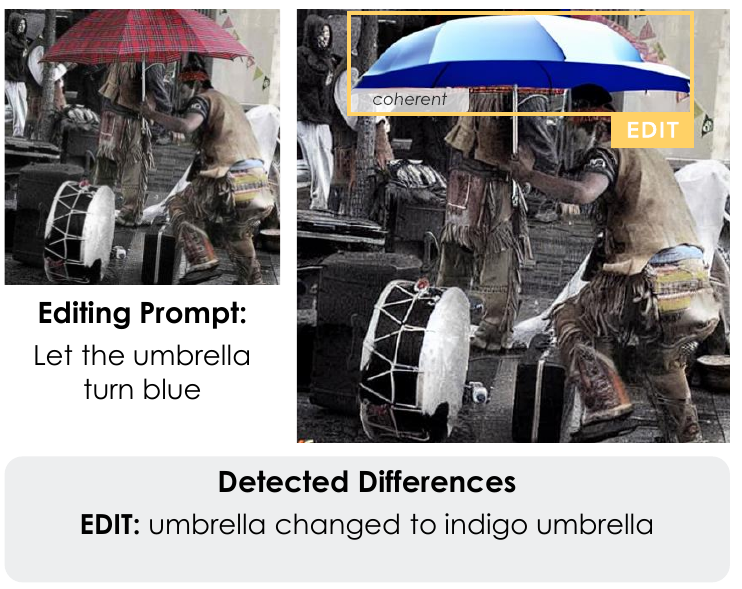 coherent
EDIT
Editing Prompt:
Let the umbrella
turn blue
Detected Differences
EDIT: umbrella changed to indigo umbrella